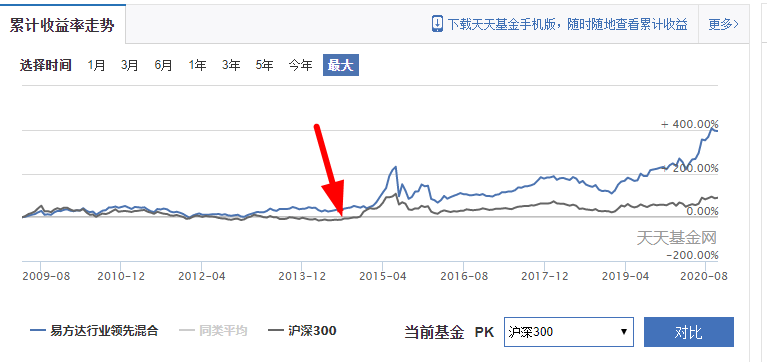 累计收益率走势
下载天天基金手机版，随时随地查看累计收益 更多>
选择时间 1月 3月 6月 1年 3年 5年 今年 最大
+ 400.00%
200.00%
0.00%
天天基金网
-200.00%
2009-08 2010-12 2012-04 2013-12 2015-04 2016-08 2017-12 2019-04 2020-08
易方达行业领先混合 同类平均 沪深300 当前基金 PK 沪深300 对比